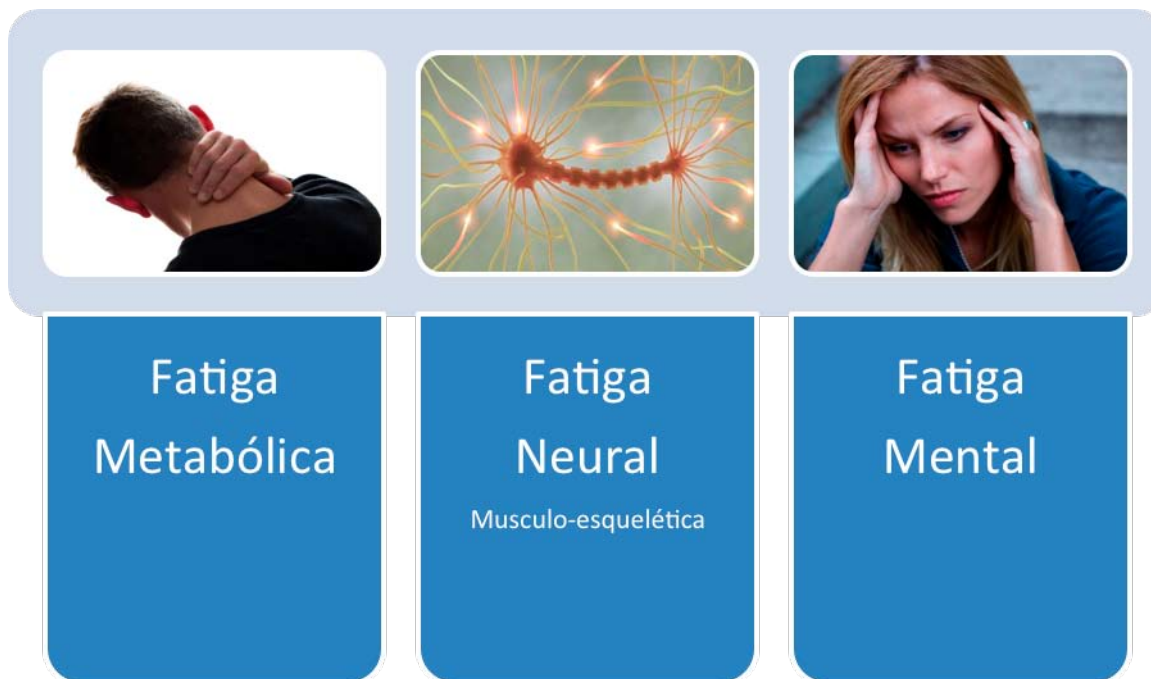 Fatiga
Metabólica
Fatiga
Neural
Musculo-esquelética
Fatiga
Mental